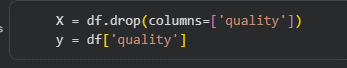 X = df.drop(columns=['quality'])
y = df['quality']